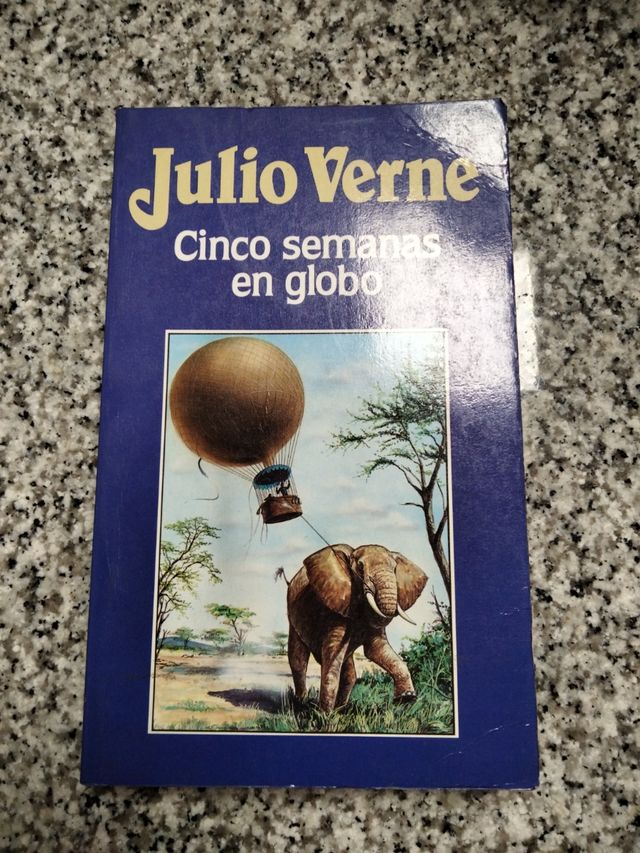 Julio Verne
Cinco semanas
en globo